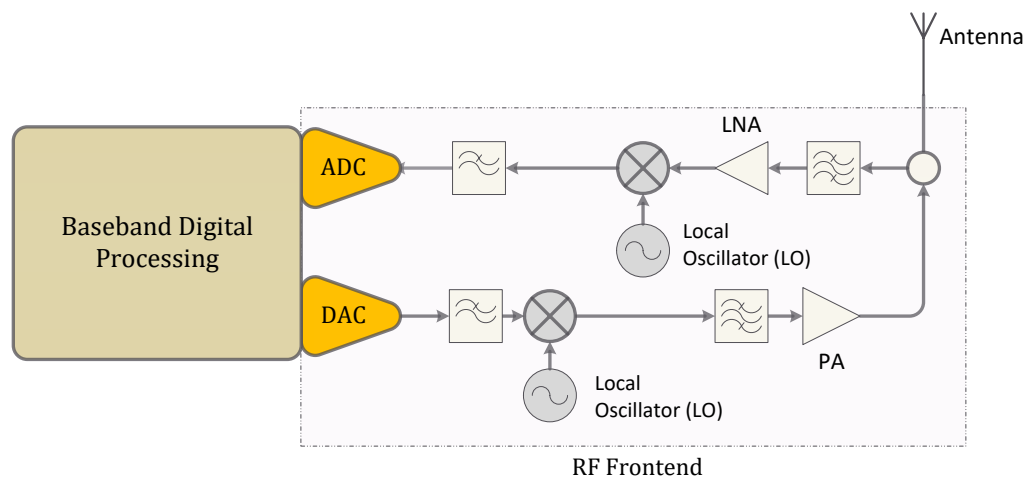 Antenna
LNA
ADC
Baseband Digital
Processing
Local
Oscillator (LO)
DAC
PA
Local
Oscillator (LO)
RF Frontend